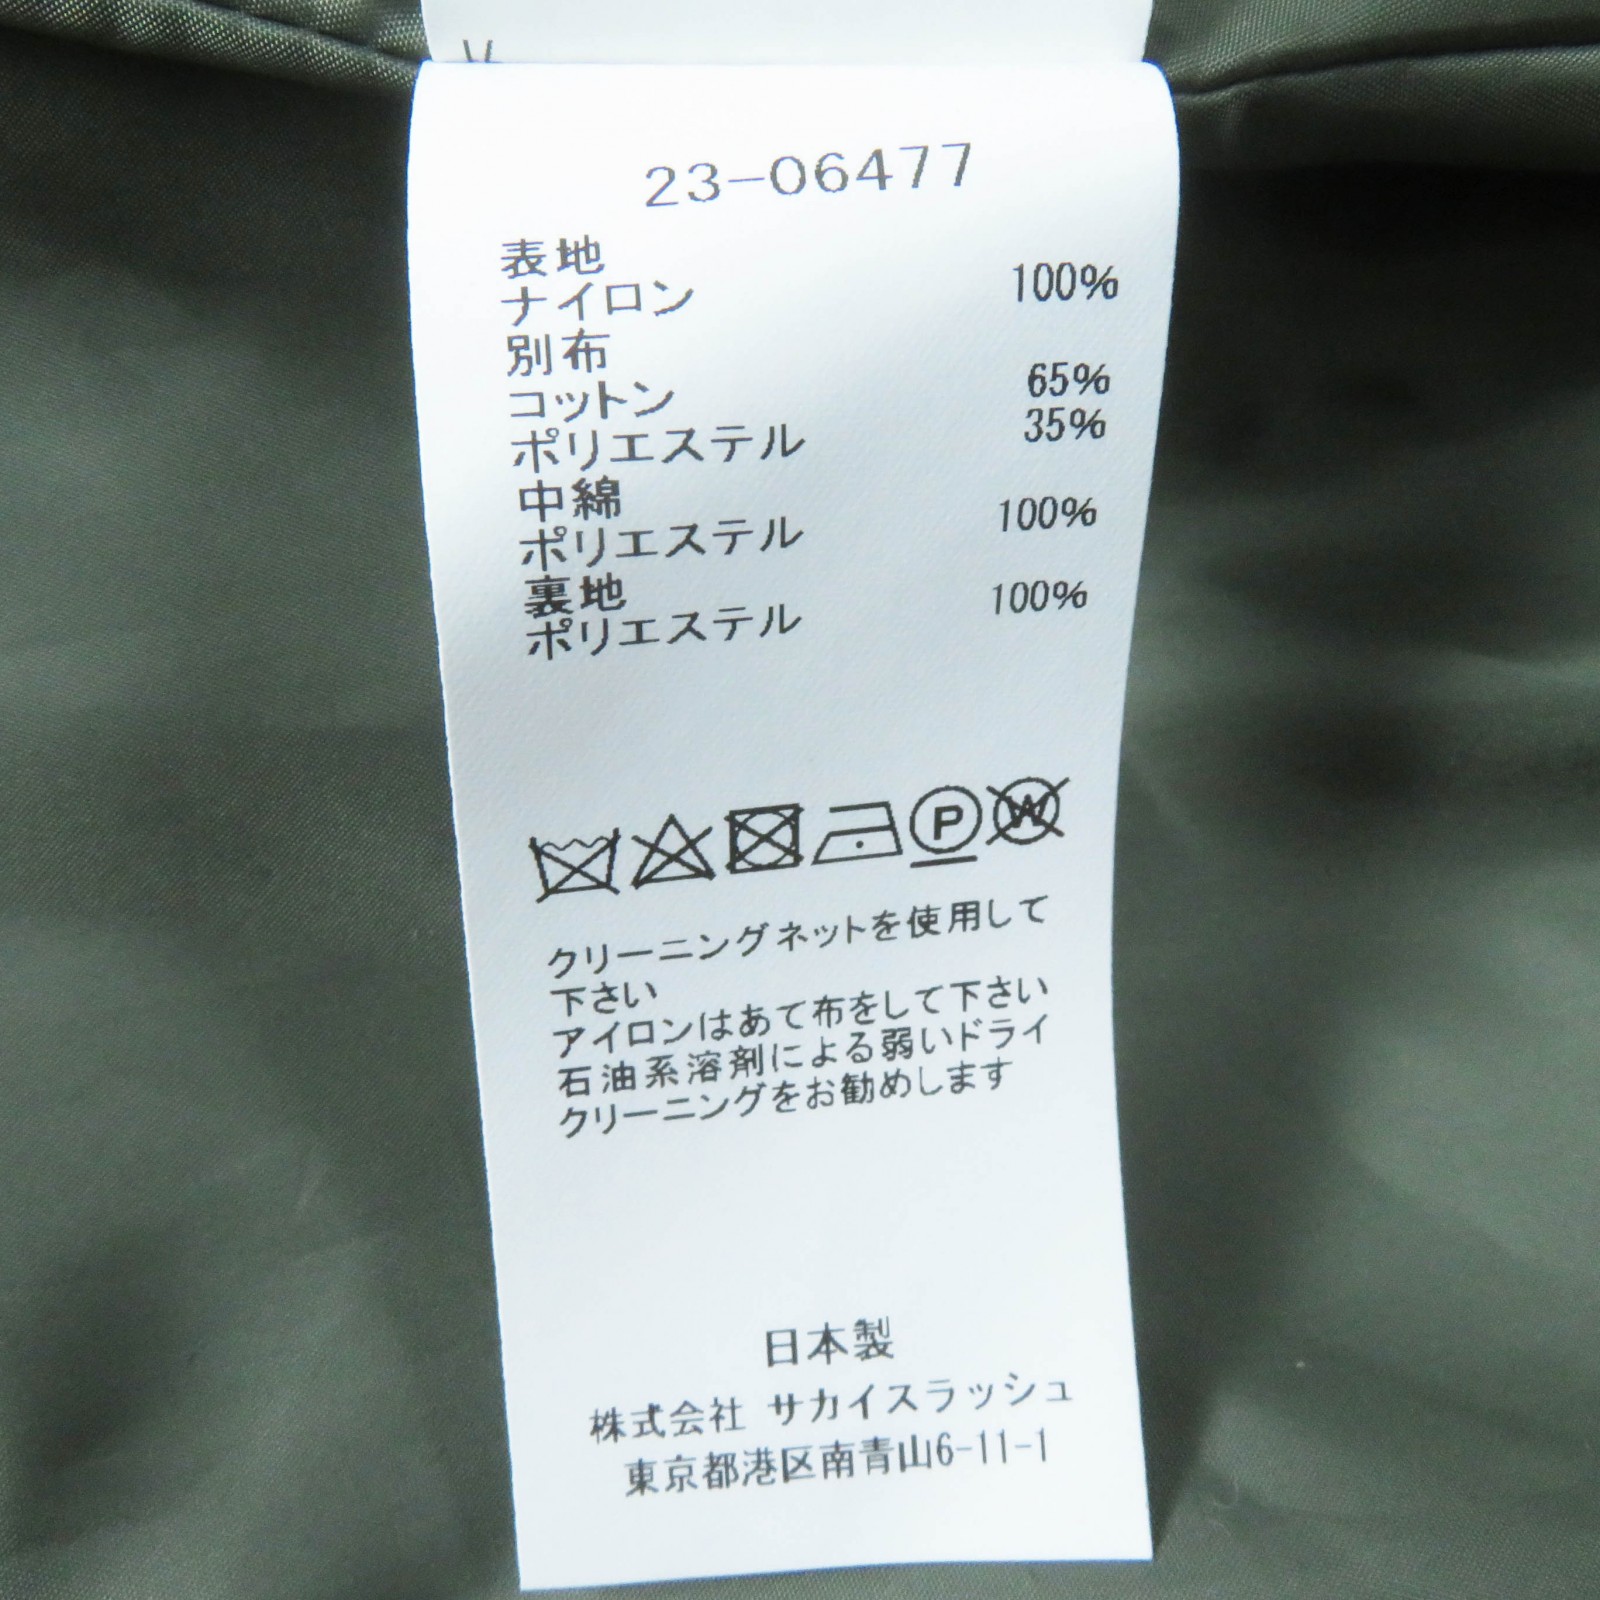 23-06477
表地
ナイロン 100%
別布
コットン 65%
ポリエステル 35%
中綿
ポリエステル 100%
裏地
ポリエステル 100%
P W
クリーニングネットを使用して
下さい
アイロンはあて布をして下さい
石油系溶剤による弱いドライ
クリーニングをお勧めします
日本製
株式会社 サカイスラッシュ
東京都港区南青山6-11-1